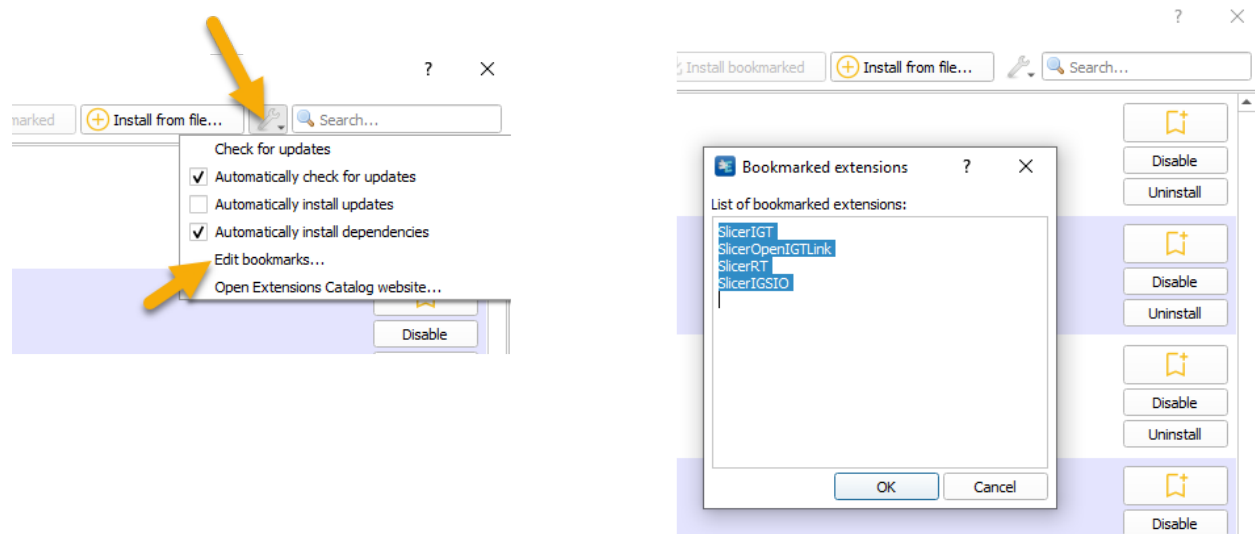 ?
narked
Install from file...
Search...
Check for updates
Automatically check for updates
Automatically install updates
Automatically install dependencies
Edit bookmarks...
Open Extensions Catalog website...
Disable
?
Install bookmarked
Install from file...
Search...
Disable
Uninstall
Disable
Uninstall
Disable
Uninstall
Disable
Bookmarked extensions
?
List of bookmarked extensions:
SlicerIGT
SlicerOpenIGTLink
SlicerRT
SlicerIGSIO
OK
Cancel